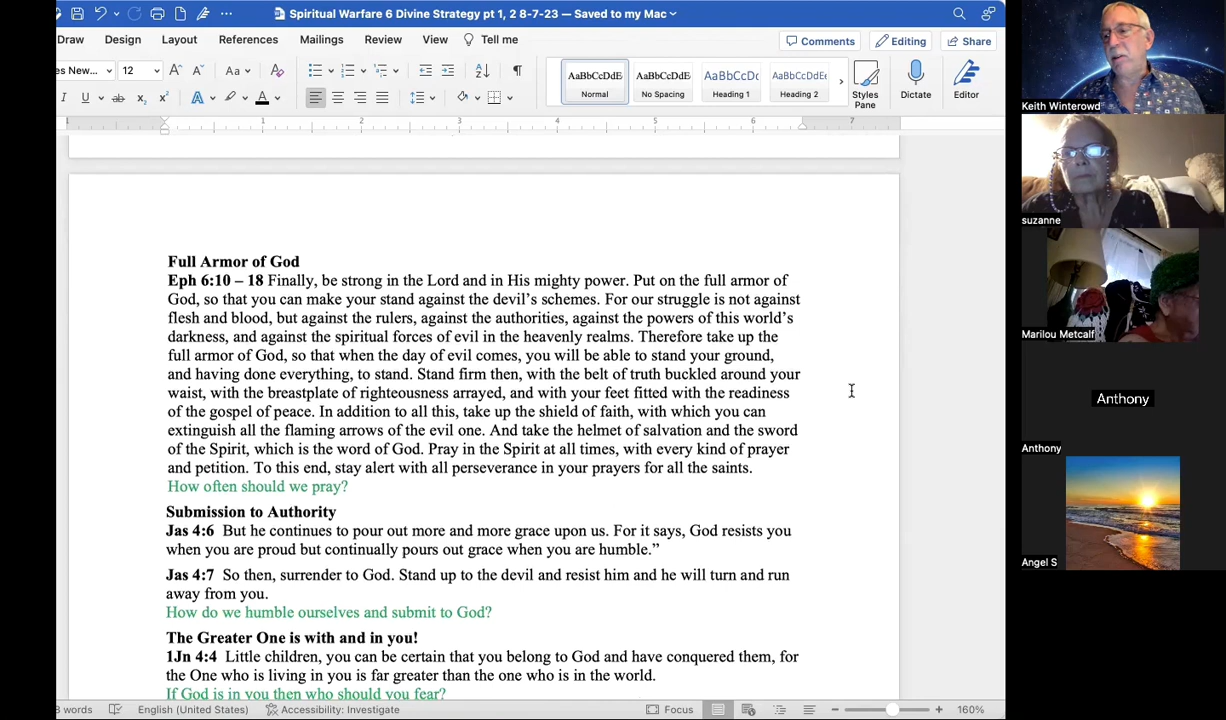 Spiritual Warfare 6 Divine Strategy pt 1, 2 8-7-23 — Saved to my Mac
Draw Design Layout References Mailings Review View Tell me
Comments Editing Share
es New... 12 Aa
AaBbCcDdE AaBbCcDdE AaBbCcDc AaBbCcDdEe
Normal No Spacing Heading 1 Heading 2
Styles Pane Dictate Editor
I U ab x₂ x² A A
1 1 2 3 4 5 6 7
Full Armor of God
Eph 6:10 – 18 Finally, be strong in the Lord and in His mighty power. Put on the full armor of
God, so that you can make your stand against the devil’s schemes. For our struggle is not against
flesh and blood, but against the rulers, against the authorities, against the powers of this world’s
darkness, and against the spiritual forces of evil in the heavenly realms. Therefore take up the
full armor of God, so that when the day of evil comes, you will be able to stand your ground,
and having done everything, to stand. Stand firm then, with the belt of truth buckled around your
waist, with the breastplate of righteousness arrayed, and with your feet fitted with the readiness
of the gospel of peace. In addition to all this, take up the shield of faith, with which you can
extinguish all the flaming arrows of the evil one. And take the helmet of salvation and the sword
of the Spirit, which is the word of God. Pray in the Spirit at all times, with every kind of prayer
and petition. To this end, stay alert with all perseverance in your prayers for all the saints.
How often should we pray?
Submission to Authority
Jas 4:6 But he continues to pour out more and more grace upon us. For it says, God resists you
when you are proud but continually pours out grace when you are humble.”
Jas 4:7 So then, surrender to God. Stand up to the devil and resist him and he will turn and run
away from you.
How do we humble ourselves and submit to God?
The Greater One is with and in you!
1Jn 4:4 Little children, you can be certain that you belong to God and have conquered them, for
the One who is living in you is far greater than the one who is in the world.
If God is in you then who should you fear?
words English (United States) Accessibility: Investigate Focus 160%
Keith Winterowd
suzanne
Marilou Metcalf
Anthony
Anthony
Angel S